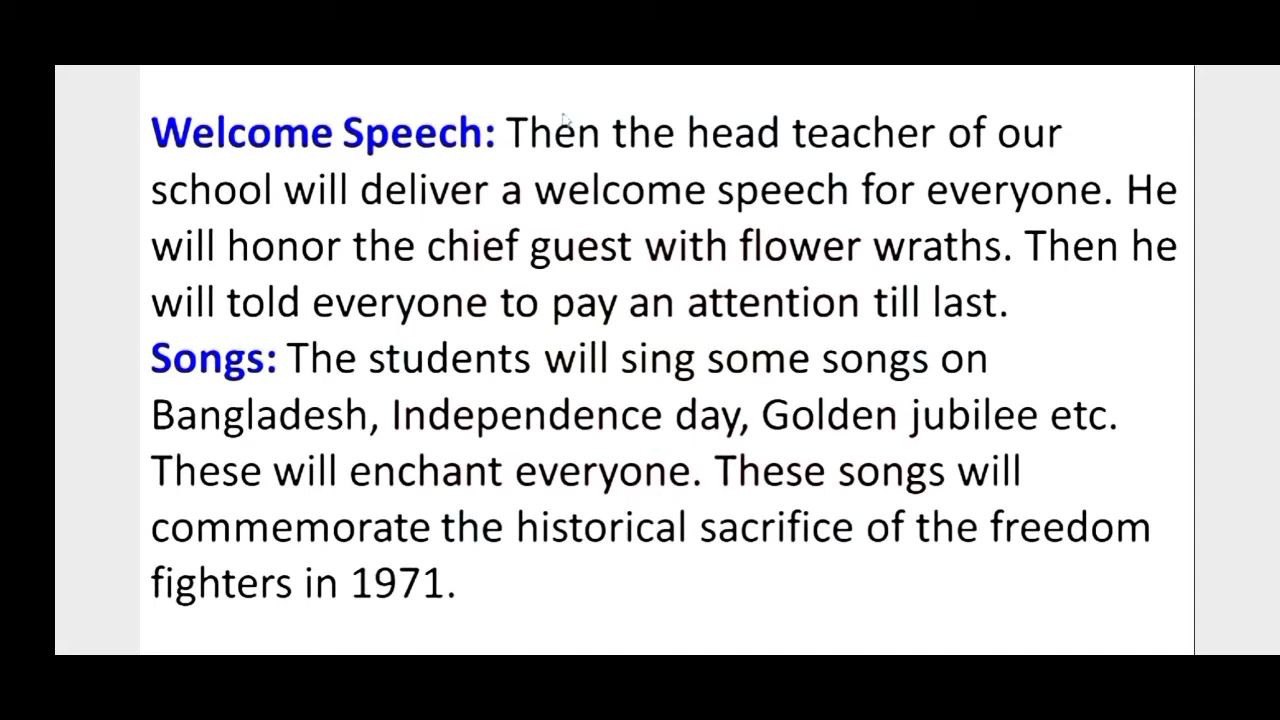 Welcome Speech: Then the head teacher of our
school will deliver a welcome speech for everyone. He
will honor the chief guest with flower wraths. Then he
will told everyone to pay an attention till last.
Songs: The students will sing some songs on
Bangladesh, Independence day, Golden jubilee etc.
These will enchant everyone. These songs will
commemorate the historical sacrifice of the freedom
fighters in 1971.